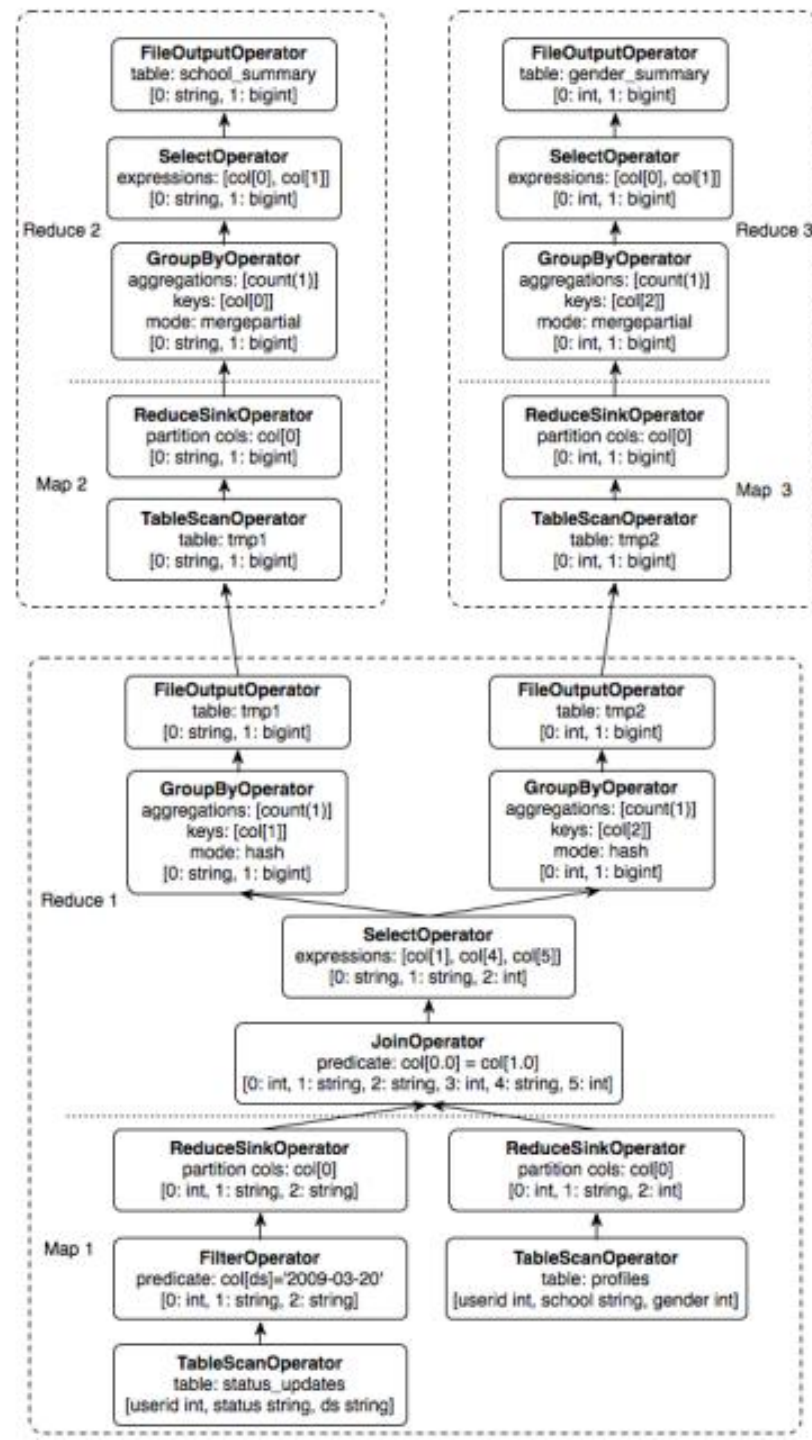 FileOutputOperator
table: school_summary
[0: string, 1: bigint]
SelectOperator
expressions: [col[0], col[1]]
[0: string, 1: bigint]
Reduce 2
GroupByOperator
aggregations: [count(1)]
keys: [col[0]]
mode: mergepartial
[0: string, 1: bigint]
ReduceSinkOperator
partition cols: col[0]
[0: string, 1: bigint]
Map 2
TableScanOperator
table: tmp1
[0: string, 1: bigint]
FileOutputOperator
table: gender_summary
[0: int, 1: bigint]
SelectOperator
expressions: [col[0], col[1]]
[0: int, 1: bigint]
Reduce 3
GroupByOperator
aggregations: [count(1)]
keys: [col[2]]
mode: mergepartial
[0: int, 1: bigint]
ReduceSinkOperator
partition cols: col[0]
[0: int, 1: bigint]
Map 3
TableScanOperator
table: tmp2
[0: int, 1: bigint]
FileOutputOperator
table: tmp1
[0: string, 1: bigint]
FileOutputOperator
table: tmp2
[0: int, 1: bigint]
GroupByOperator
aggregations: [count(1)]
keys: [col[1]]
mode: hash
[0: string, 1: bigint]
GroupByOperator
aggregations: [count(1)]
keys: [col[2]]
mode: hash
[0: int, 1: bigint]
Reduce 1
SelectOperator
expressions: [col[1], col[4], col[5]]
[0: string, 1: string, 2: int]
JoinOperator
predicate: col[0.0] = col[1.0]
[0: int, 1: string, 2: string, 3: int, 4: string, 5: int]
ReduceSinkOperator
partition cols: col[0]
[0: int, 1: string, 2: string]
ReduceSinkOperator
partition cols: col[0]
[0: int, 1: string, 2: int]
Map 1
FilterOperator
predicate: col[ds]='2009-03-20'
[0: int, 1: string, 2: string]
TableScanOperator
table: profiles
[userid int, school string, gender int]
TableScanOperator
table: status_updates
[userid int, status string, ds string]